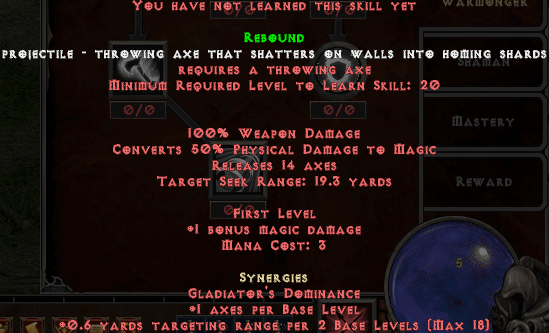 You have not learned this skill yet
0/0
0/0
WARMONGER
Rebound
projectile - throwing axe that shatters on walls into homing shards
requires a throwing axe
Minimum Required Level to Learn Skill: 20
SHAMAN
0/0
0/0
MASTERY
100% Weapon Damage
Converts 50% Physical Damage to Magic
Releases 14 axes
Target Seek Range: 19.3 yards
REWARD
0/0
First Level
+1 bonus magic damage
Mana Cost: 3
5
Synergies
Gladiator's Dominance
+1 axes per Base Level
+0.6 yards targeting range per 2 Base Levels (Max 18)